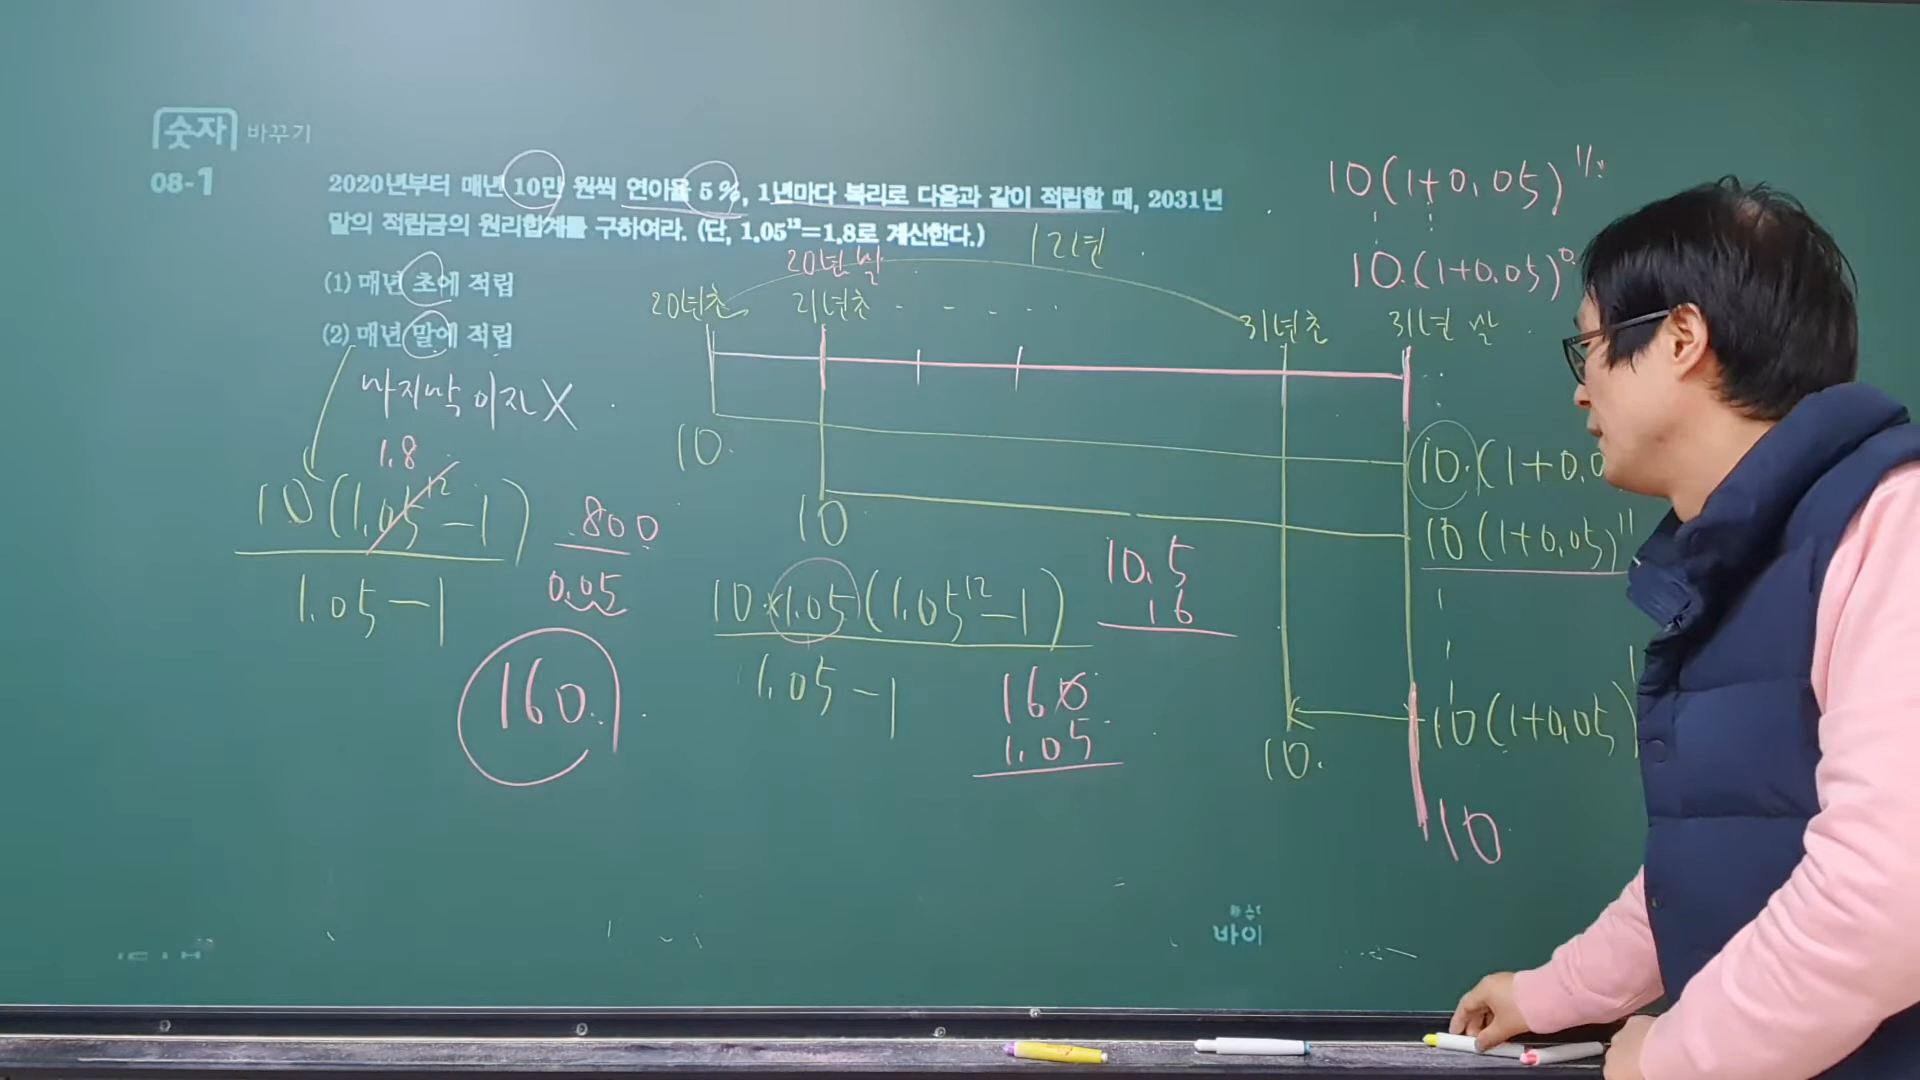 숫자 바꾸기
08-1
2020년부터 매년 10만 원씩 연이율 5%, 1년마다 복리로 다음과 같이 적립할 때, 2031년
말의 적립금의 원리합계를 구하여라. (단, 1.05¹²=1.8로 계산한다.)
(1) 매년 초에 적립
(2) 매년 말에 적립
마지막 이자 X
1.8
10(1.05¹²-1)
1.05-1
800
0.05
160
12년
20년 말
20년초
21년초
31년초
31년 말
10
10
10×1.05(1.05¹²-1)
1.05-1
10.5
16
160
1.05
10.
10(1+0.05)¹¹
10(1+0.05)⁰
10(1+0.0
10(1+0.05)¹¹
10(1+0.05)
10
바이